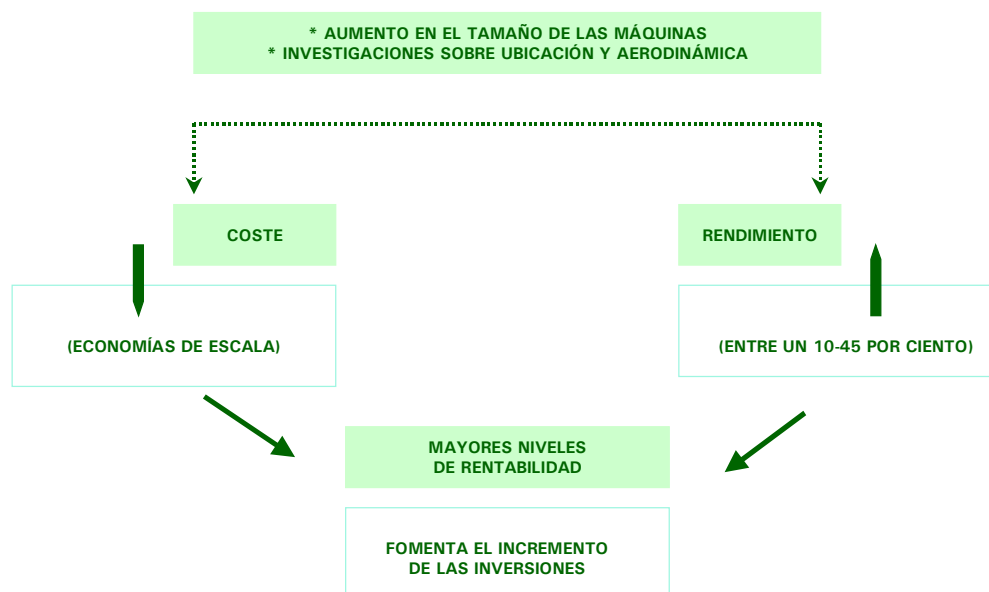 * AUMENTO EN EL TAMAÑO DE LAS MÁQUINAS
* INVESTIGACIONES SOBRE UBICACIÓN Y AERODINÁMICA
COSTE
RENDIMIENTO
(ECONOMÍAS DE ESCALA)
(ENTRE UN 10-45 POR CIENTO)
MAYORES NIVELES
DE RENTABILIDAD
FOMENTA EL INCREMENTO
DE LAS INVERSIONES